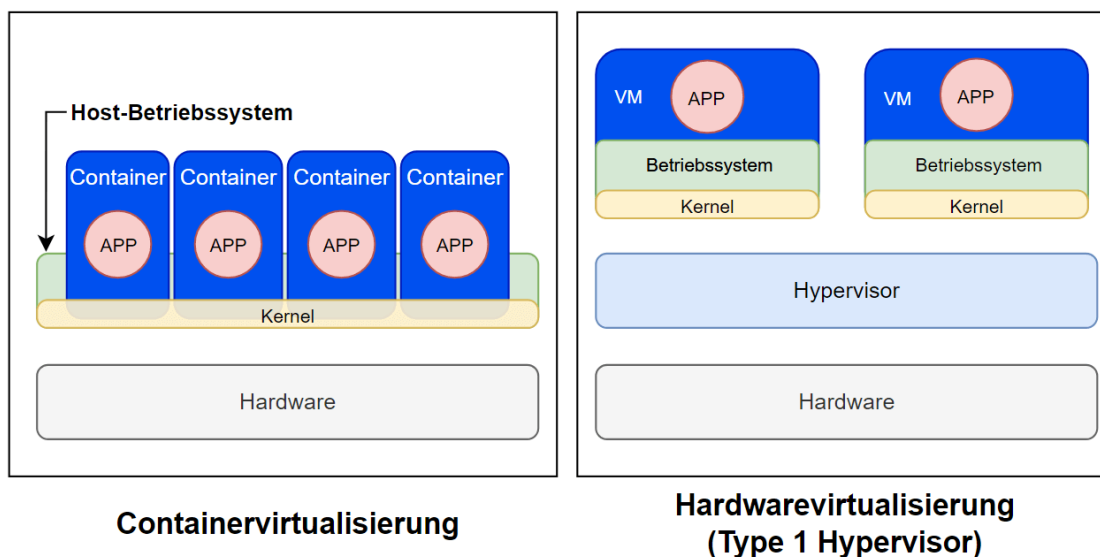 Host-Betriebssystem
Container Container Container Container
APP APP APP APP
Kernel
Hardware
Containervirtualisierung
VM APP VM APP
Betriebssystem Betriebssystem
Kernel Kernel
Hypervisor
Hardware
Hardwarevirtualisierung
(Type 1 Hypervisor)